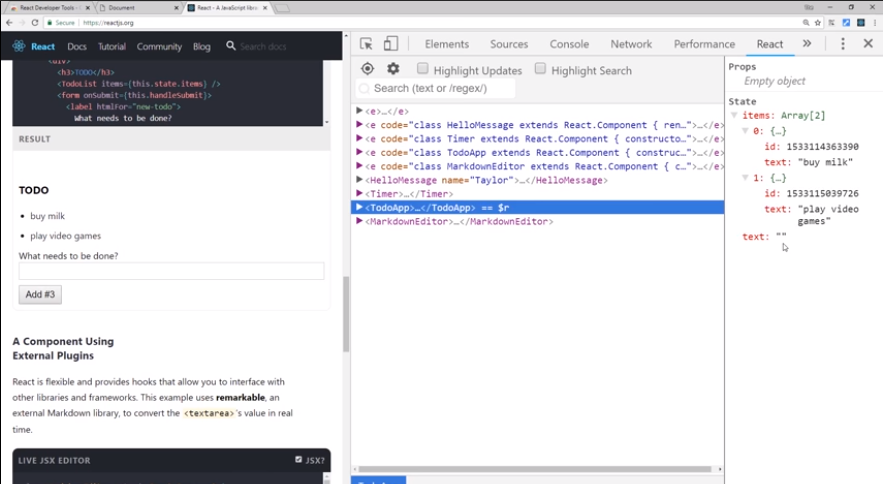 React Developer Tools -
Document
React - A JavaScript libra
Secure | https://reactjs.org
React Docs Tutorial Community Blog Search docs
<div>
<h3>TODO</h3>
<TodoList items={this.state.items} />
<form onSubmit={this.handleSubmit}>
<label htmlFor="new-todo">
What needs to be done?
RESULT
TODO
buy milk
play video games
What needs to be done?
Add #3
A Component Using
External Plugins
React is flexible and provides hooks that allow you to interface with
other libraries and frameworks. This example uses remarkable, an
external Markdown library, to convert the <textarea>'s value in real
time.
LIVE JSX EDITOR JSX?
Elements Sources Console Network Performance React »
Highlight Updates Highlight Search
Search (text or /regex/)
<e>…</e>
<e code="class HelloMessage extends React.Component { ren…">…</e>
<e code="class Timer extends React.Component { constructo…">…</e>
<e code="class TodoApp extends React.Component { construc…">…</e>
<e code="class MarkdownEditor extends React.Component { c…">…</e>
<HelloMessage name="Taylor">…</HelloMessage>
<Timer>…</Timer>
<TodoApp>…</TodoApp> == $r
<MarkdownEditor>…</MarkdownEditor>
Props
Empty object
State
items: Array[2]
0: {…}
id: 1533114363390
text: "buy milk"
1: {…}
id: 1533115039726
text: "play video
games"
text: ""